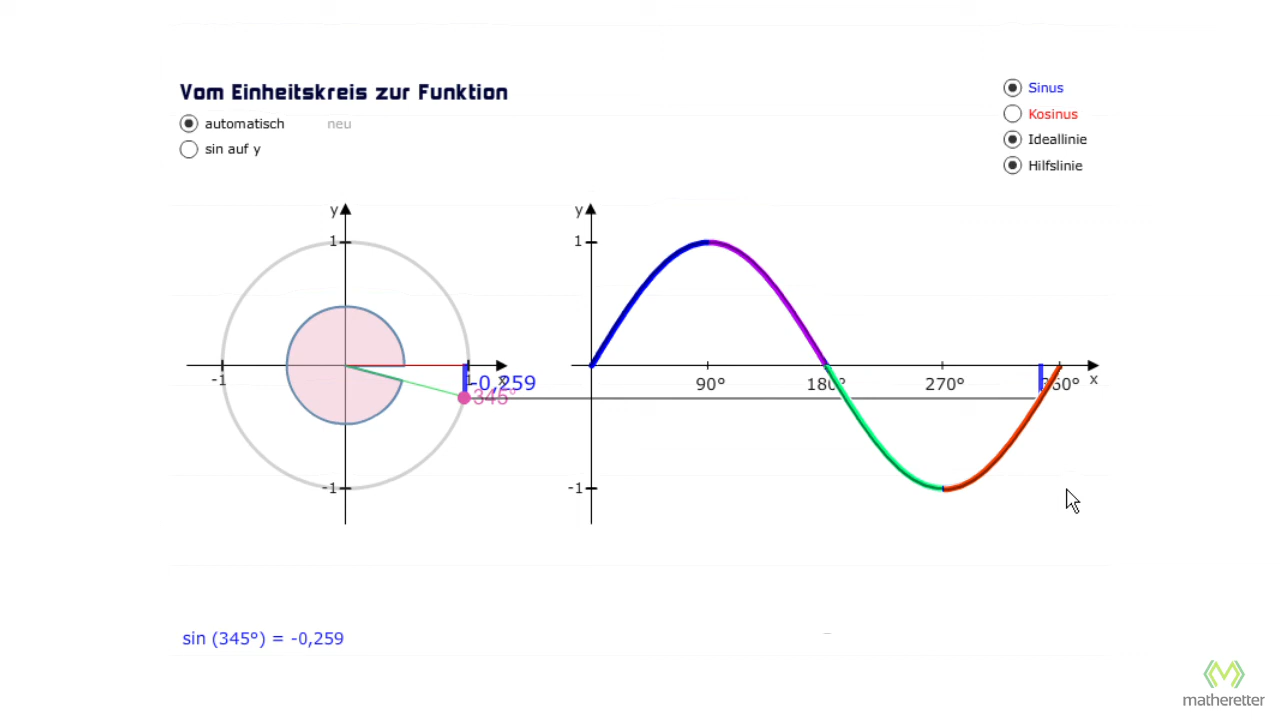 Vom Einheitskreis zur Funktion
automatisch
neu
sin auf y
Sinus
Kosinus
Ideallinie
Hilfslinie
y
1
-1
1
x
-1
-0,259
345°
y
1
90°
180°
270°
360°
x
-1
sin (345°) = -0,259
matheretter